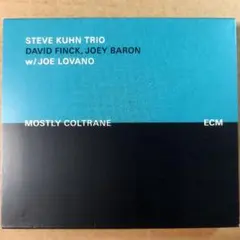 STEVE KUHN TRIO
DAVID FINCK, JOEY BARON
w/JOE LOVANO
MOSTLY COLTRANE ECM